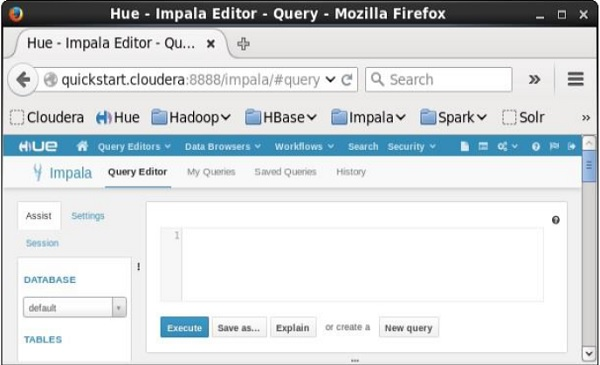 Hue - Impala Editor - Query - Mozilla Firefox
Hue - Impala Editor - Qu... ×
quickstart.cloudera:8888/impala/#query Search »
Cloudera Hue Hadoop HBase Impala Spark Solr »
HUE Query Editors Data Browsers Workflows Search Security
Impala Query Editor My Queries Saved Queries History
Assist Settings
Session
DATABASE
default
TABLES
1
Execute Save as... Explain or create a New query